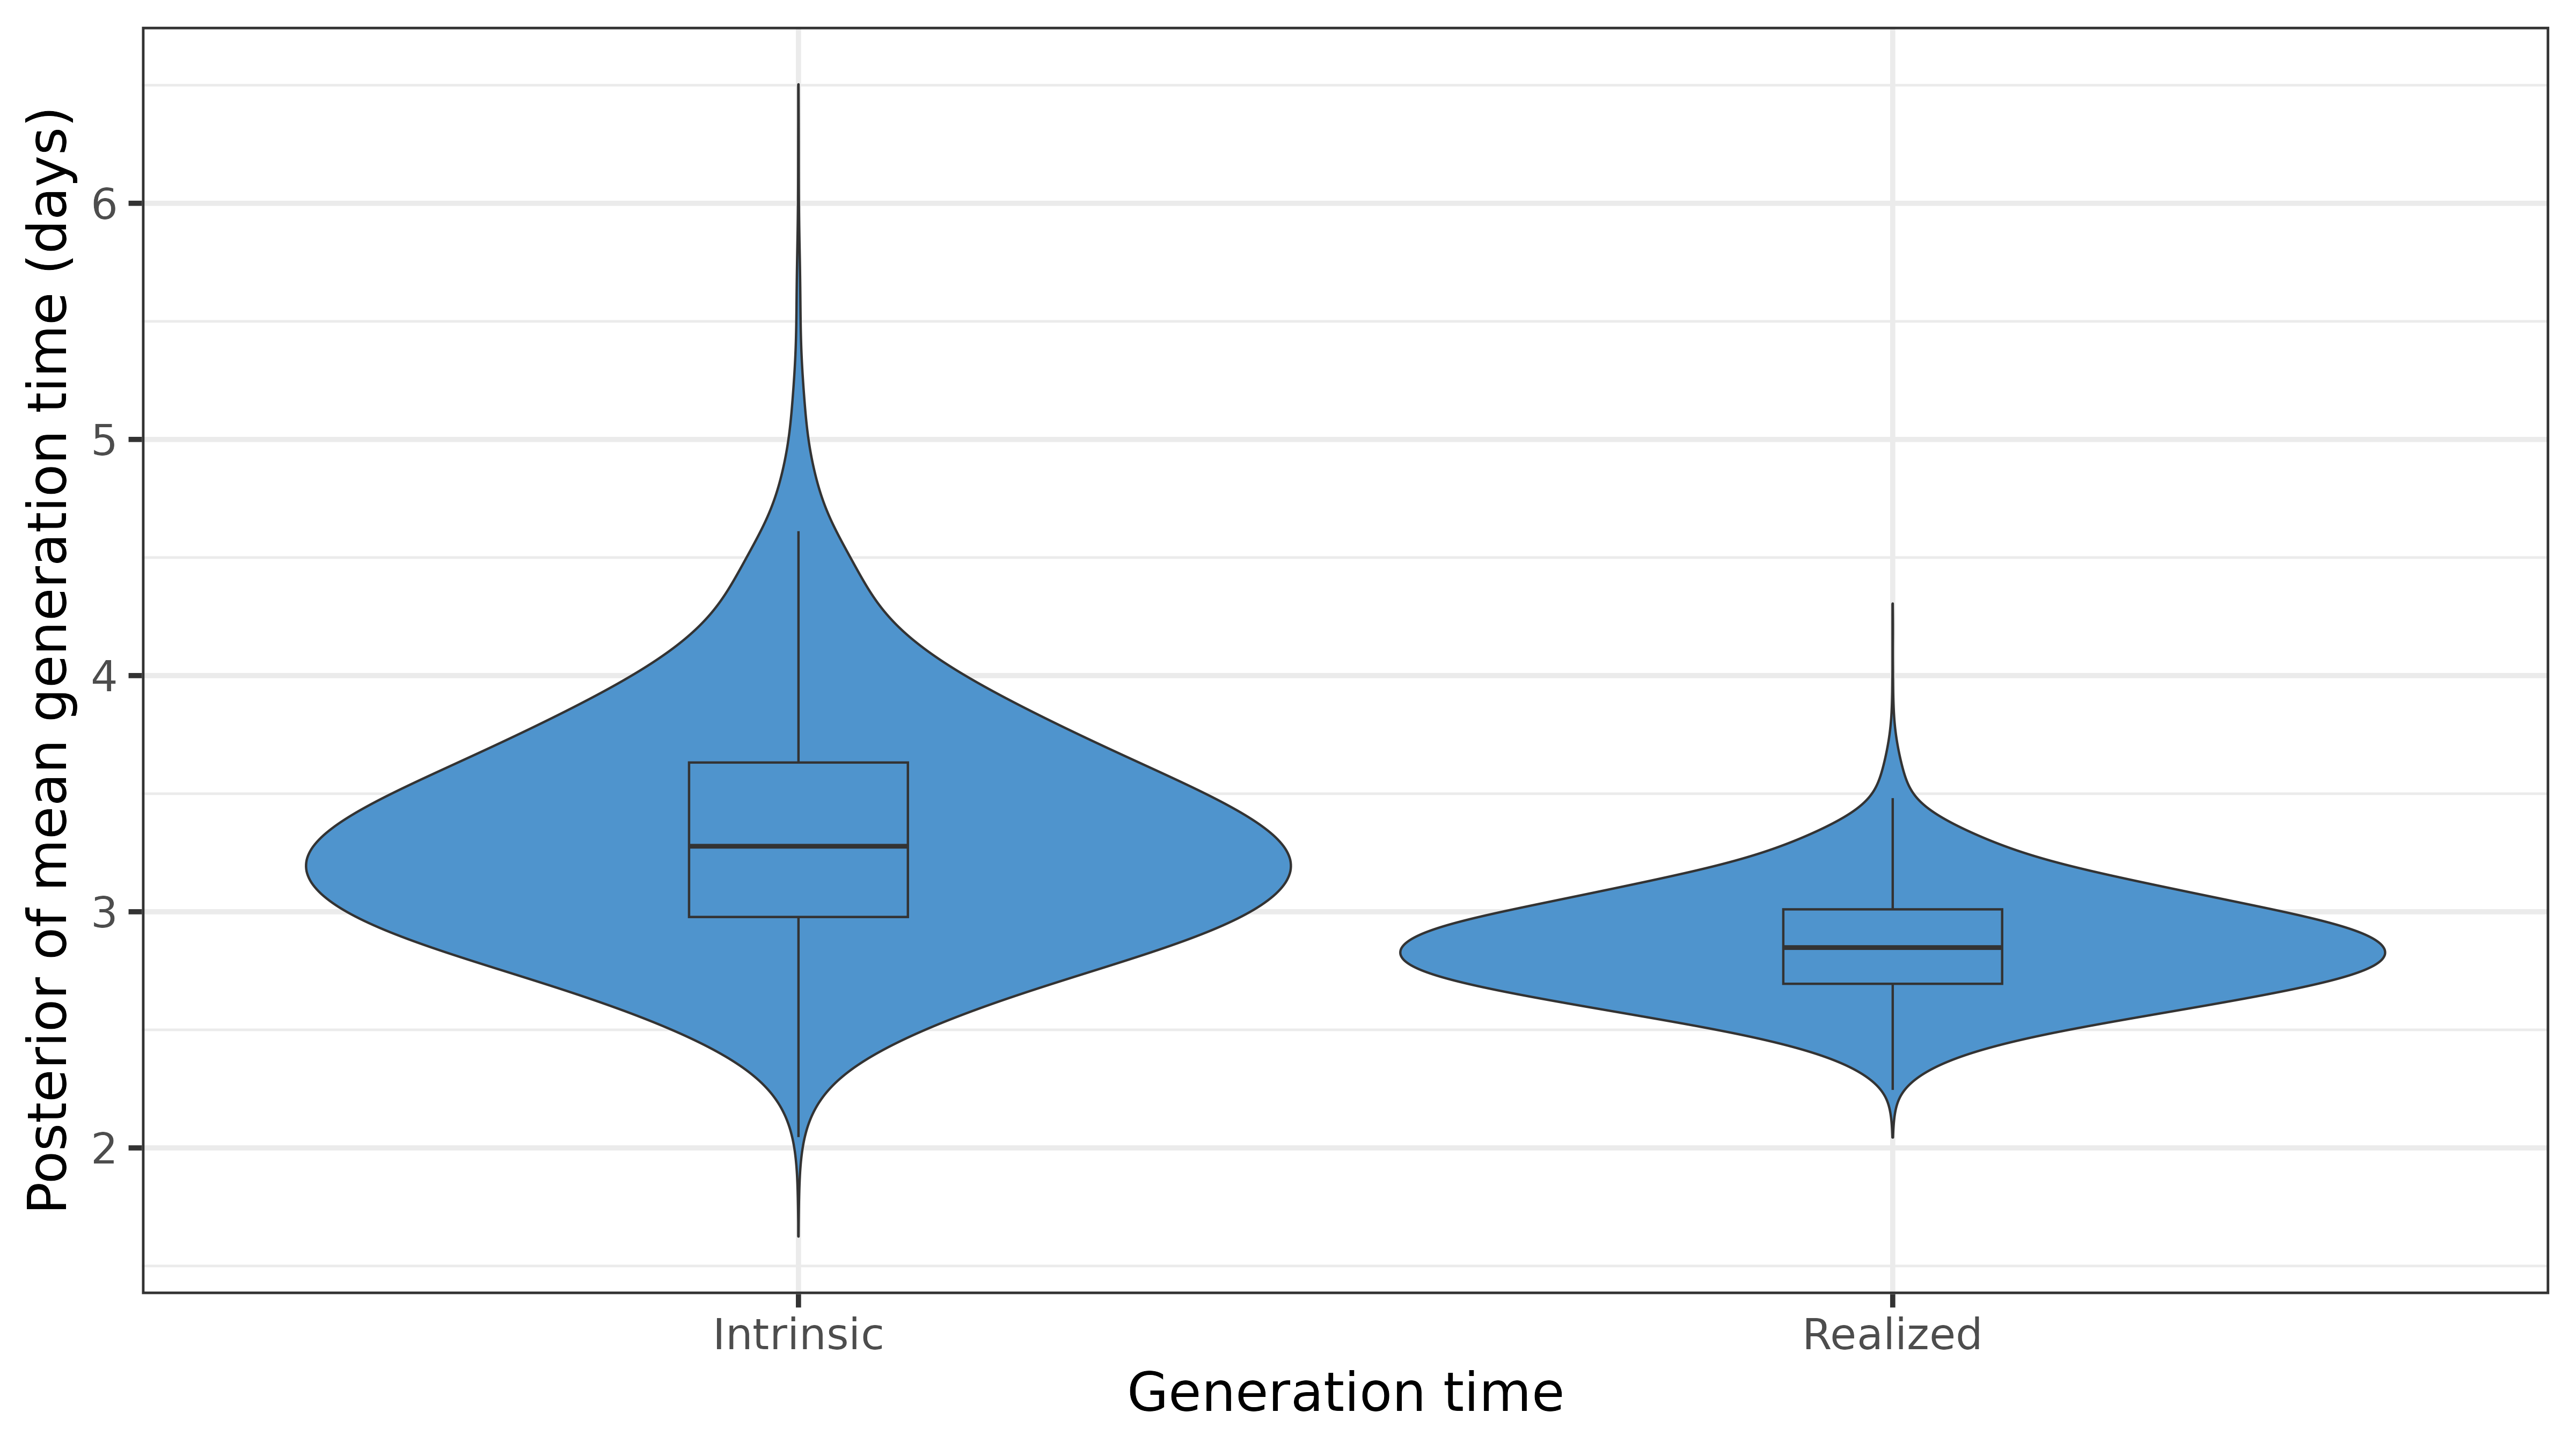 Posterior of mean generation time (days)
6
5
4
3
2
Intrinsic
Realized
Generation time